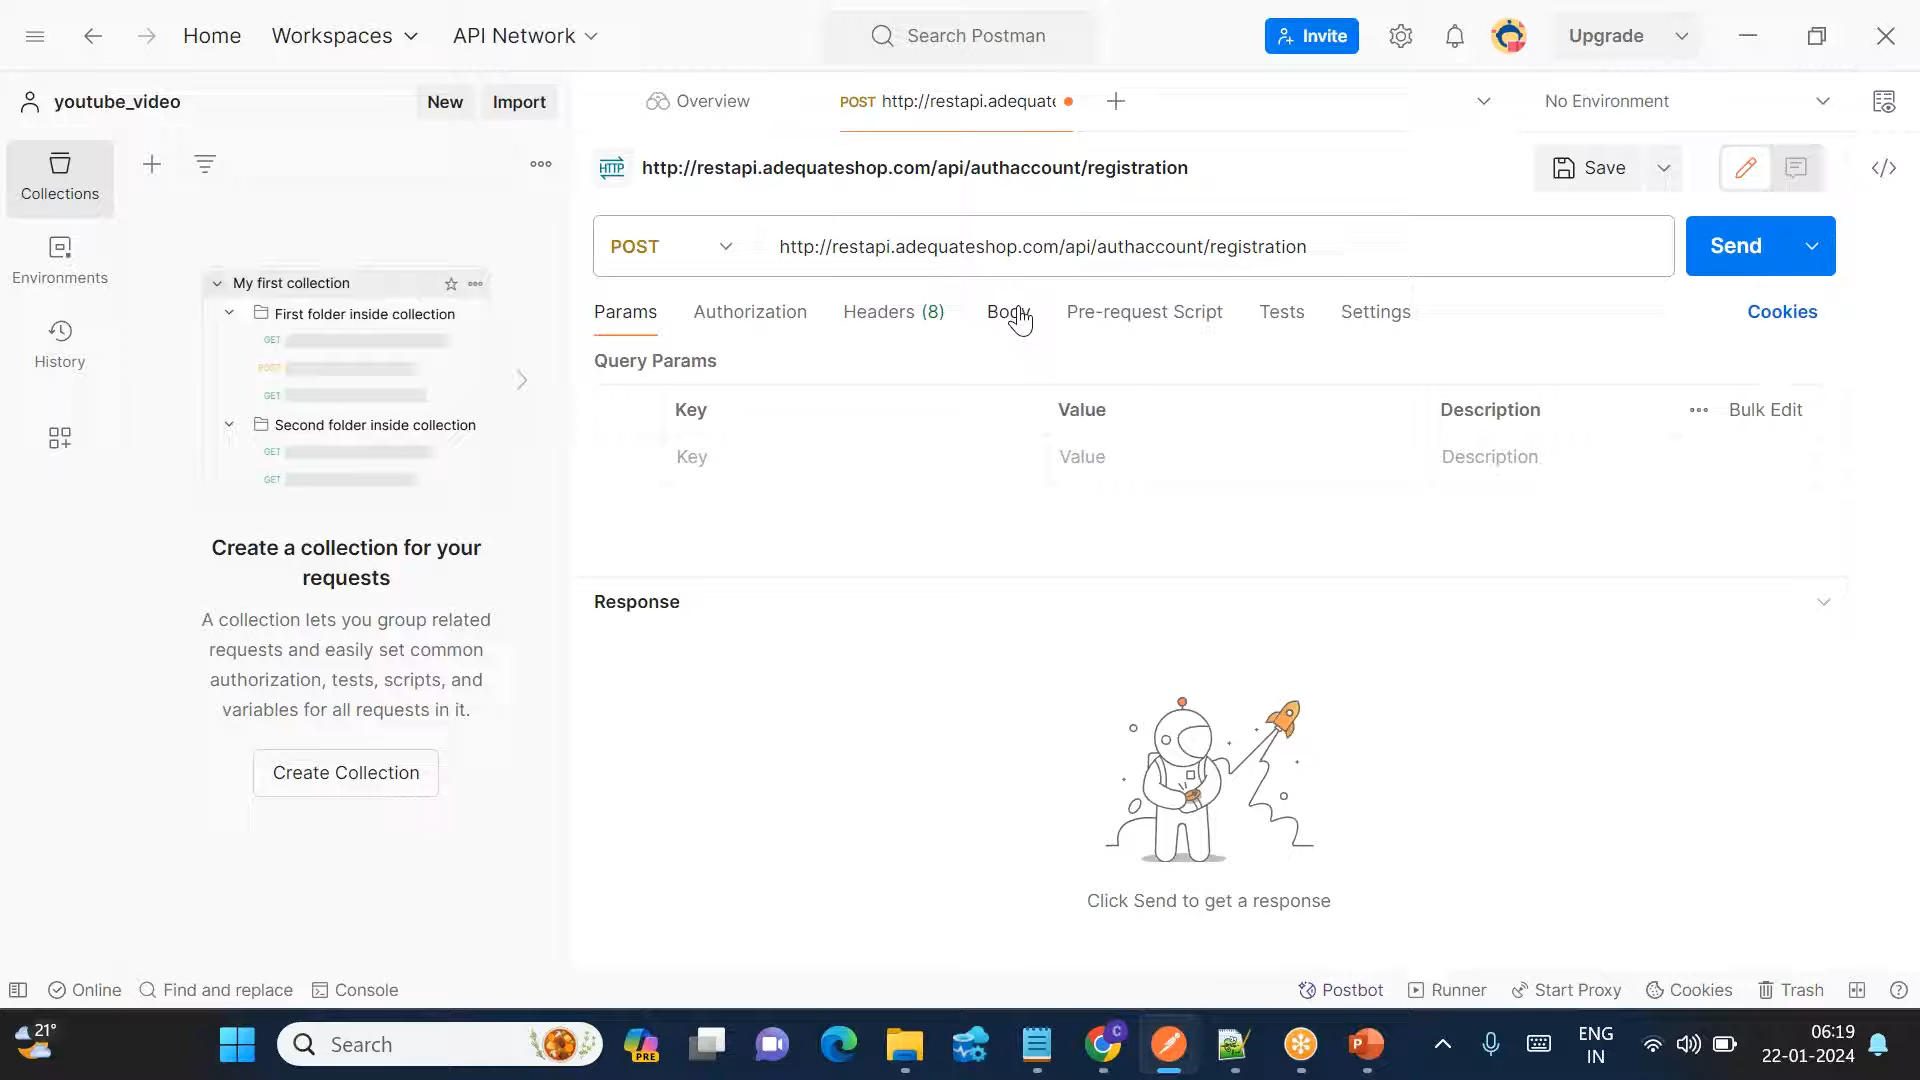 Home Workspaces API Network Search Postman Invite Upgrade
youtube_video New Import Overview POST http://restapi.adequate No Environment
Collections
HTTP http://restapi.adequateshop.com/api/authaccount/registration Save
POST http://restapi.adequateshop.com/api/authaccount/registration Send
Environments
Params Authorization Headers (8) Body Pre-request Script Tests Settings Cookies
History
My first collection
First folder inside collection
GET
POST
GET
Second folder inside collection
GET
GET
Query Params
Key Value Description Bulk Edit
Key Value Description
Create a collection for your
requests
A collection lets you group related
requests and easily set common
authorization, tests, scripts, and
variables for all requests in it.
Create Collection
Response
Click Send to get a response
Online Find and replace Console Postbot Runner Start Proxy Cookies Trash
21°
Search
PRE
C
P
ENG
IN
06:19
22-01-2024